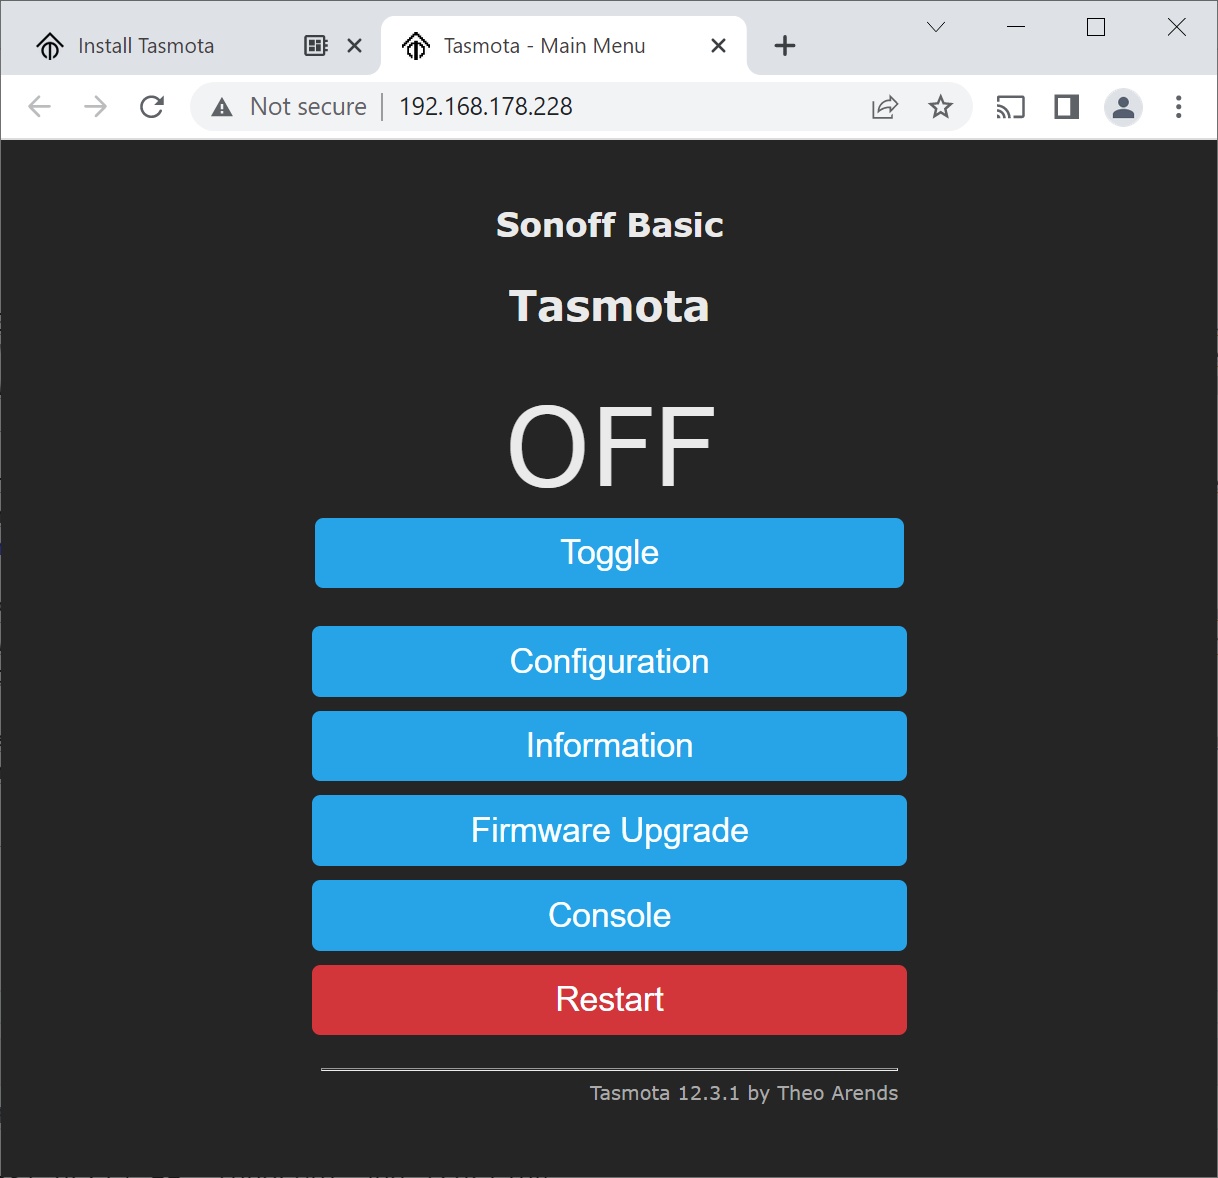 Install Tasmota
Tasmota - Main Menu
Not secure
192.168.178.228
Sonoff Basic
Tasmota
OFF
Toggle
Configuration
Information
Firmware Upgrade
Console
Restart
Tasmota 12.3.1 by Theo Arends